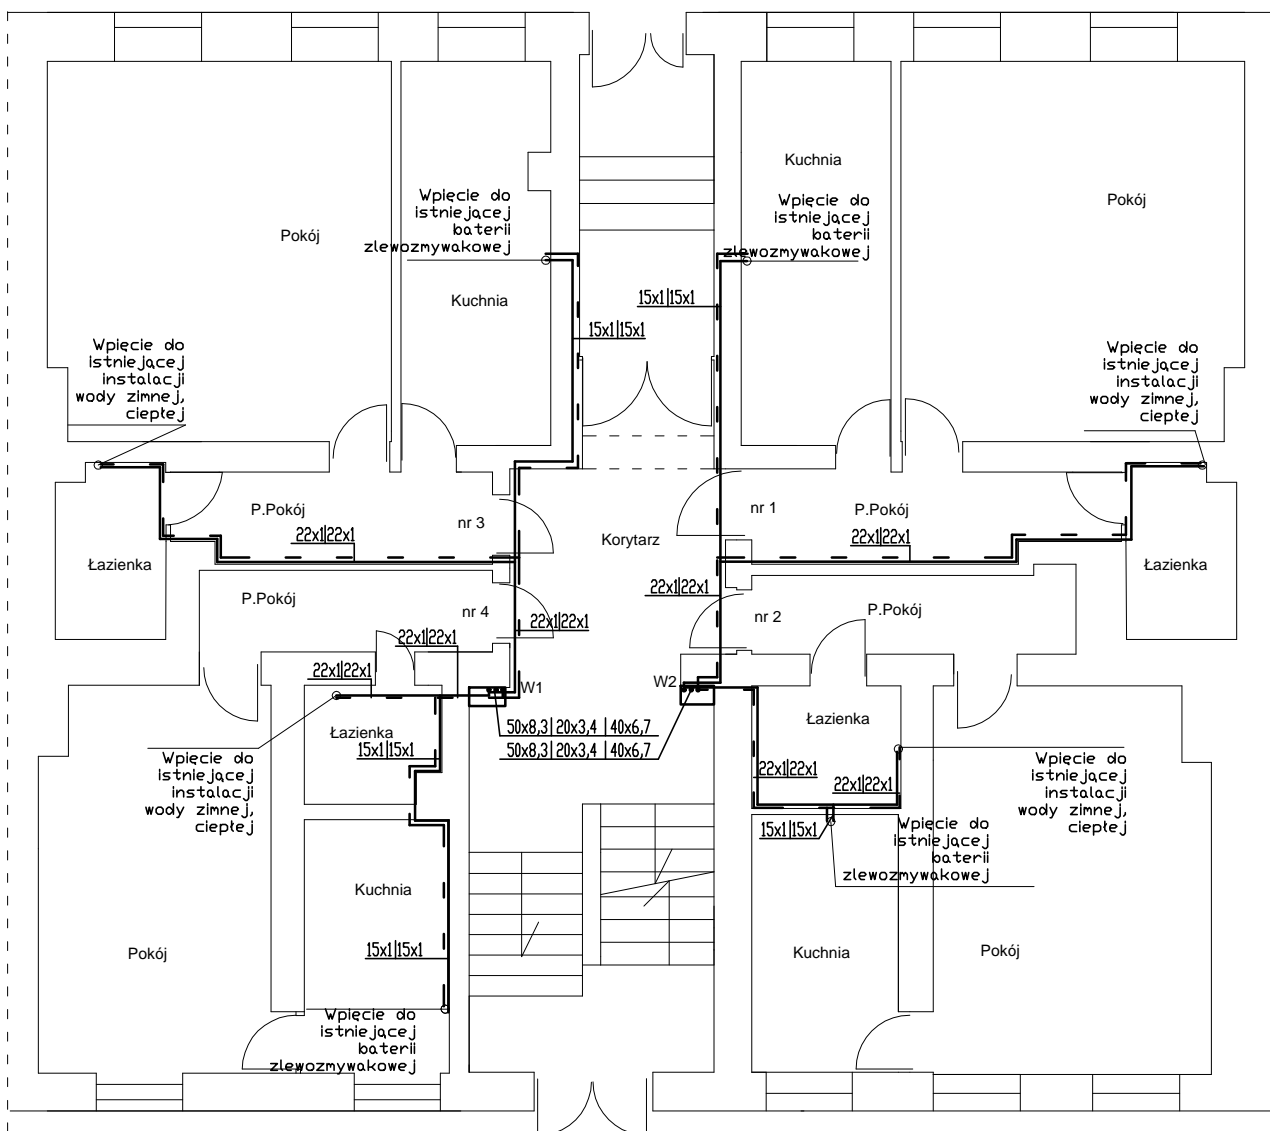 Kuchnia
Wpięcie do
istniejącej
baterii
zlewozmywakowej
Wpięcie do
istniejącej
baterii
zlewozmywakowej
Pokój
Pokój
Kuchnia
15x1|15x1
15x1|15x1
Wpięcie do
istniejącej
instalacji
wody zimnej,
ciepłej
Wpięcie do
istniejącej
instalacji
wody zimnej,
ciepłej
P.Pokój
nr 3
22x1|22x1
Korytarz
nr 1
P.Pokój
22x1|22x1
Łazienka
Łazienka
P.Pokój
nr 4
22x1|22x1
22x1|22x1
nr 2
P.Pokój
22x1|22x1
22x1|22x1
W1
W2
Łazienka
15x1|15x1
50x8,3|20x3,4 |40x6,7
50x8,3|20x3,4 |40x6,7
Łazienka
22x1|22x1
22x1|22x1
15x1|15x1
Wpięcie do
istniejącej
instalacji
wody zimnej,
ciepłej
Wpięcie do
istniejącej
instalacji
wody zimnej,
ciepłej
Wpięcie do
istniejącej
baterii
zlewozmywakowej
Kuchnia
15x1|15x1
Pokój
Kuchnia
Pokój
Wpięcie do
istniejącej
baterii
zlewozmywakowej